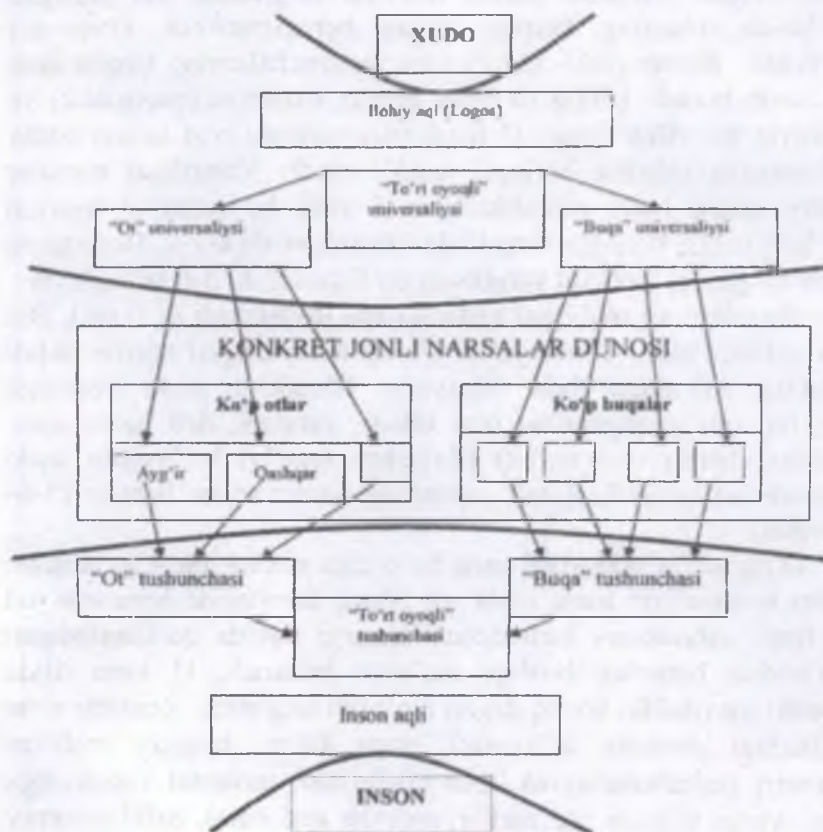 XUDO
Ilohiy aql (Logos)
"To'rt oyoqli"
universaliysi
"Ot" universaliysi
"Buqa" universaliysi
KONKRET JONLI NARSALAR DUNOSI
Ko'p otlar
Ko'p buqalar
Ayg'ir
Qashqar
"Ot" tushunchasi
"Buqa" tushunchasi
"To'rt oyoqli"
tushunchasi
Inson aqli
INSON